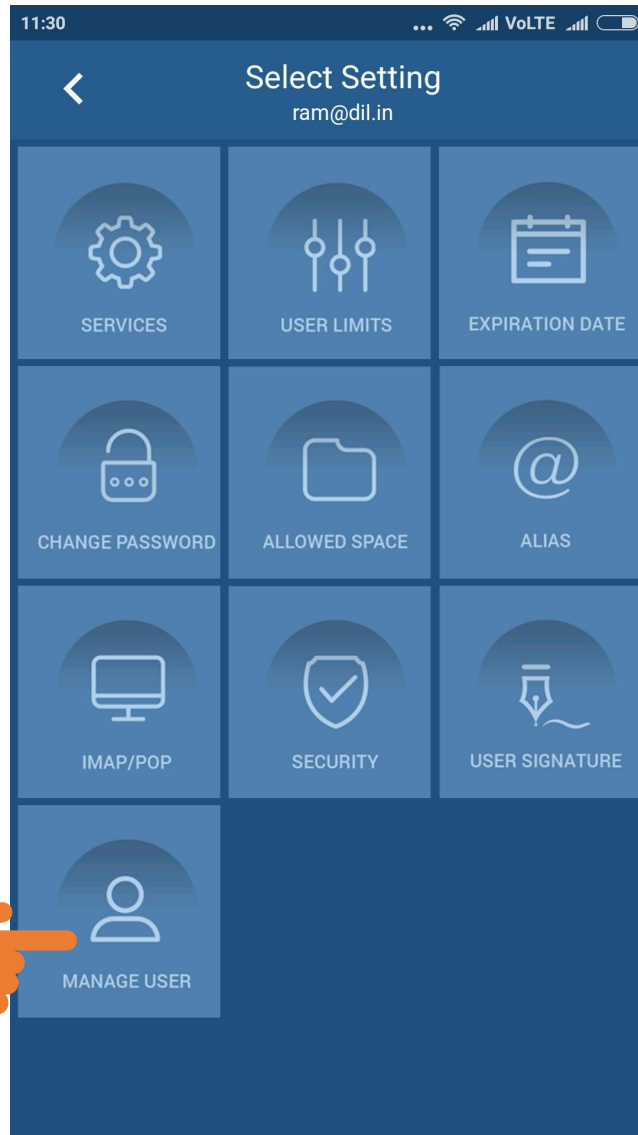 11:30 ... VoLTE
Select Setting
ram@dil.in
SERVICES USER LIMITS EXPIRATION DATE
@
CHANGE PASSWORD ALLOWED SPACE ALIAS
IMAP/POP SECURITY USER SIGNATURE
MANAGE USER